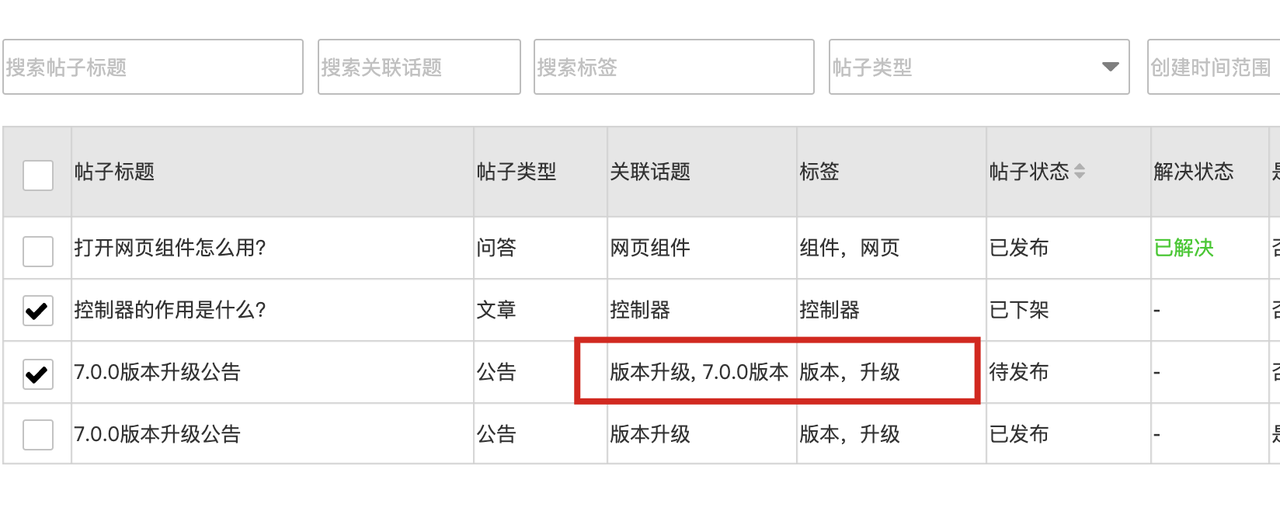 搜索帖子标题 搜索关联话题 搜索标签 帖子类型 创建时间范围
帖子标题 帖子类型 关联话题 标签 帖子状态 解决状态
打开网页组件怎么用? 问答 网页组件 组件，网页 已发布 已解决
控制器的作用是什么? 文章 控制器 控制器 已下架 -
7.0.0版本升级公告 公告 版本升级, 7.0.0版本 版本，升级 待发布 -
7.0.0版本升级公告 公告 版本升级 版本，升级 已发布 -